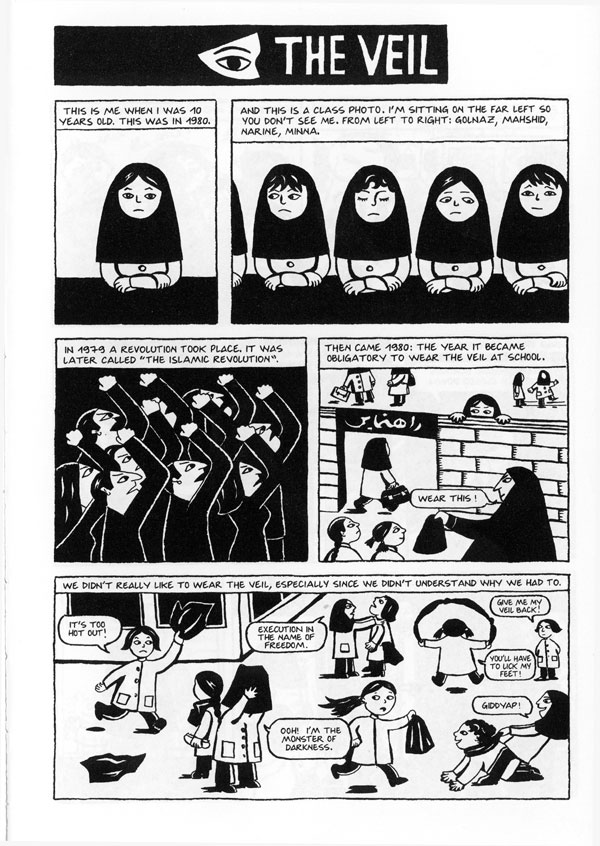 THE VEIL
THIS IS ME WHEN I WAS 10
YEARS OLD. THIS WAS IN 1980.
AND THIS IS A CLASS PHOTO. I'M SITTING ON THE FAR LEFT SO
YOU DON'T SEE ME. FROM LEFT TO RIGHT: GOLNAZ, MAHSHID,
NARINE, MINNA.
IN 1979 A REVOLUTION TOOK PLACE. IT WAS
LATER CALLED "THE ISLAMIC REVOLUTION".
THEN CAME 1980: THE YEAR IT BECAME
OBLIGATORY TO WEAR THE VEIL AT SCHOOL.
WEAR THIS!
WE DIDN'T REALLY LIKE TO WEAR THE VEIL, ESPECIALLY SINCE WE DIDN'T UNDERSTAND WHY WE HAD TO.
IT'S TOO
HOT OUT!
EXECUTION IN
THE NAME OF
FREEDOM.
GIVE ME MY
VEIL BACK!
YOU'LL HAVE
TO LICK MY
FEET!
OOH! I'M THE
MONSTER OF
DARKNESS.
GIDDYAP!